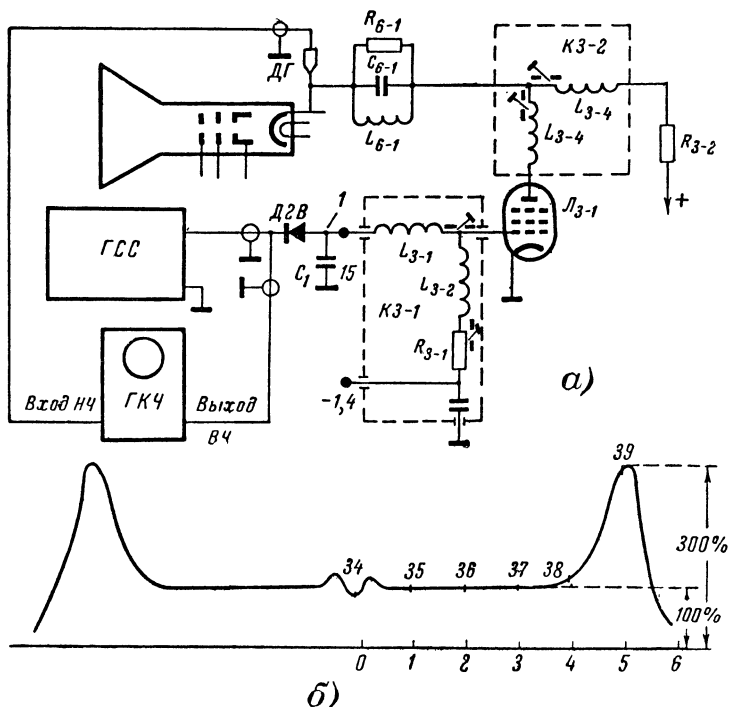 R6-1
C6-1
L6-1
ДГ
КЗ-2
L3-4
L3-4
R3-2
+
Л3-1
ГСС
Д2В
1
C1
15
L3-1
L3-2
КЗ-1
R3-1
-1,4
а)
Вход НЧ
ГКЧ
Выход
ВЧ
34
35
36
37
38
39
300%
100%
0 1 2 3 4 5 6
б)